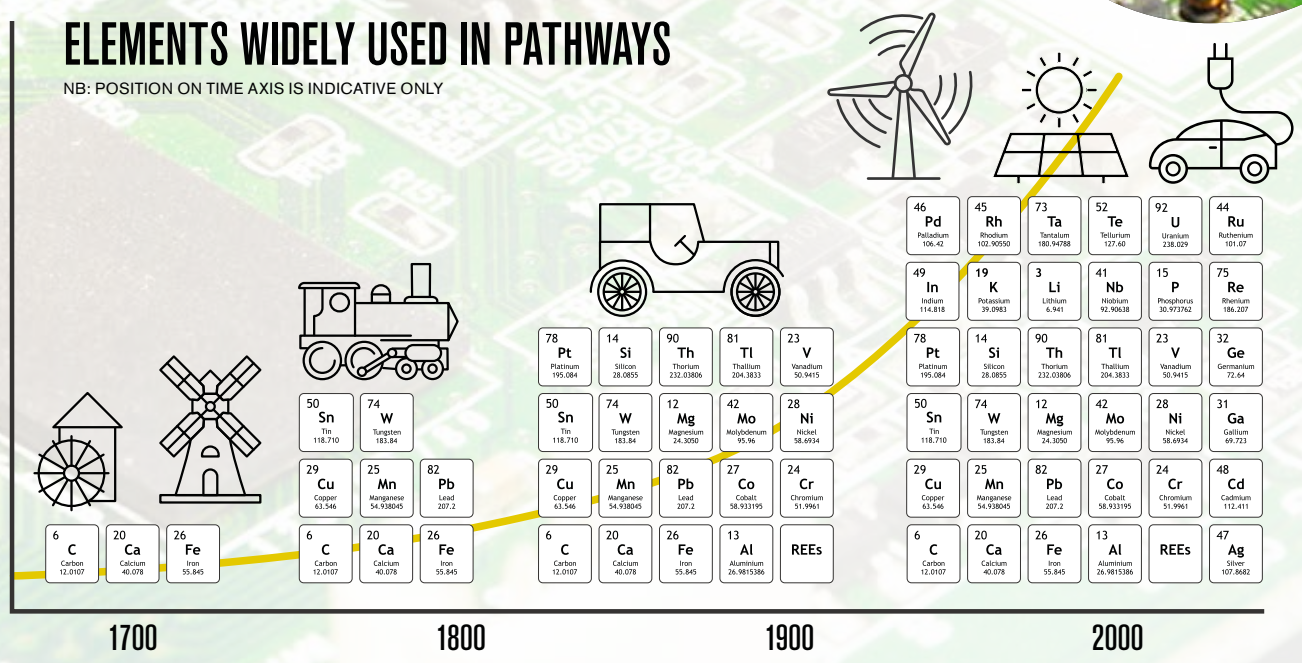 ELEMENTS WIDELY USED IN PATHWAYS
NB: POSITION ON TIME AXIS IS INDICATIVE ONLY
6
C
Carbon
12.0107
20
Ca
Calcium
40.078
26
Fe
Iron
55.845
50
Sn
Tin
118.710
74
W
Tungsten
183.84
29
Cu
Copper
63.546
25
Mn
Manganese
54.938045
82
Pb
Lead
207.2
6
C
Carbon
12.0107
20
Ca
Calcium
40.078
26
Fe
Iron
55.845
78
Pt
Platinum
195.084
14
Si
Silicon
28.0855
90
Th
Thorium
232.03806
81
Tl
Thallium
204.3833
23
V
Vanadium
50.9415
50
Sn
Tin
118.710
74
W
Tungsten
183.84
12
Mg
Magnesium
24.3050
42
Mo
Molybdenum
95.96
28
Ni
Nickel
58.6934
29
Cu
Copper
63.546
25
Mn
Manganese
54.938045
82
Pb
Lead
207.2
27
Co
Cobalt
58.933195
24
Cr
Chromium
51.9961
6
C
Carbon
12.0107
20
Ca
Calcium
40.078
26
Fe
Iron
55.845
13
Al
Aluminium
26.9815386
REEs
46
Pd
Palladium
106.42
45
Rh
Rhodium
102.90550
73
Ta
Tantalum
180.94788
52
Te
Tellurium
127.60
92
U
Uranium
238.029
44
Ru
Ruthenium
101.07
49
In
Indium
114.818
19
K
Potassium
39.0983
3
Li
Lithium
6.941
41
Nb
Niobium
92.90638
15
P
Phosphorus
30.973762
75
Re
Rhenium
186.207
78
Pt
Platinum
195.084
14
Si
Silicon
28.0855
90
Th
Thorium
232.03806
81
Tl
Thallium
204.3833
23
V
Vanadium
50.9415
32
Ge
Germanium
72.64
50
Sn
Tin
118.710
74
W
Tungsten
183.84
12
Mg
Magnesium
24.3050
42
Mo
Molybdenum
95.96
28
Ni
Nickel
58.6934
31
Ga
Gallium
69.723
29
Cu
Copper
63.546
25
Mn
Manganese
54.938045
82
Pb
Lead
207.2
27
Co
Cobalt
58.933195
24
Cr
Chromium
51.9961
48
Cd
Cadmium
112.411
6
C
Carbon
12.0107
20
Ca
Calcium
40.078
26
Fe
Iron
55.845
13
Al
Aluminium
26.9815386
REEs
47
Ag
Silver
107.8682
1700
1800
1900
2000